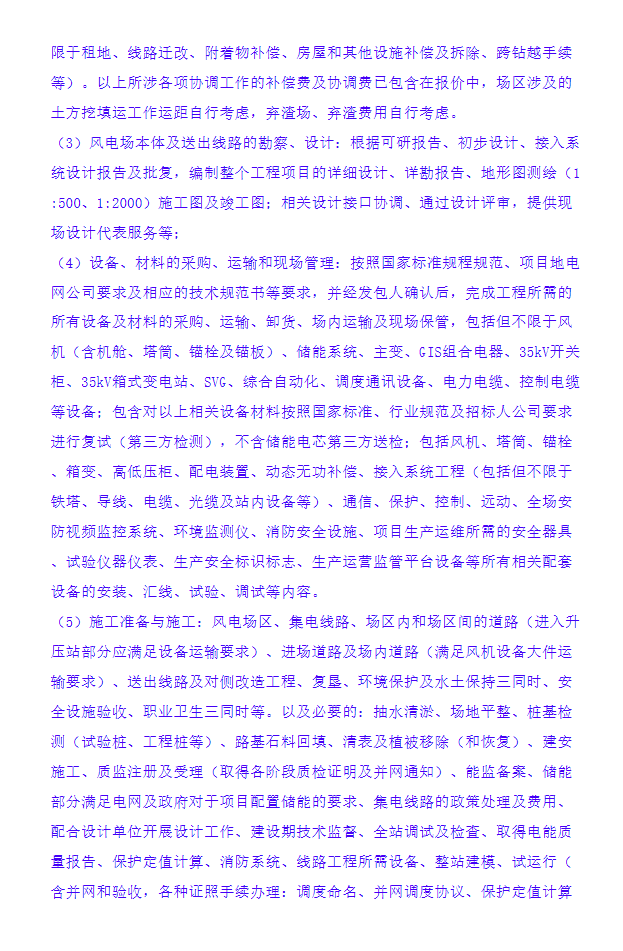 限于租地、线路迁改、附着物补偿、房屋和其他设施补偿及拆除、跨钻越手续
等）。以上所涉各项协调工作的补偿费及协调费已包含在报价中，场区涉及的
土方挖填运工作运距自行考虑，弃渣场、弃渣费用自行考虑。
（3）风电场本体及送出线路的勘察、设计：根据可研报告、初步设计、接入系
统设计报告及批复，编制整个工程项目的详细设计、详勘报告、地形图测绘（1
:500、1:2000）施工图及竣工图；相关设计接口协调、通过设计评审，提供现
场设计代表服务等；
（4）设备、材料的采购、运输和现场管理：按照国家标准规程规范、项目地电
网公司要求及相应的技术规范书等要求，并经发包人确认后，完成工程所需的
所有设备及材料的采购、运输、卸货、场内运输及现场保管，包括但不限于风
机（含机舱、塔筒、锚栓及锚板）、储能系统、主变、GIS组合电器、35kV开关
柜、35kV箱式变电站、SVG、综合自动化、调度通讯设备、电力电缆、控制电缆
等设备；包含对以上相关设备材料按照国家标准、行业规范及招标人公司要求
进行复试（第三方检测），不含储能电芯第三方送检；包括风机、塔筒、锚栓
、箱变、高低压柜、配电装置、动态无功补偿、接入系统工程（包括但不限于
铁塔、导线、电缆、光缆及站内设备等）、通信、保护、控制、远动、全场安
防视频监控系统、环境监测仪、消防安全设施、项目生产运维所需的安全器具
、试验仪器仪表、生产安全标识标志、生产运营监管平台设备等所有相关配套
设备的安装、汇线、试验、调试等内容。
（5）施工准备与施工：风电场区、集电线路、场区内和场区间的道路（进入升
压站部分应满足设备运输要求）、进场道路及场内道路（满足风机设备大件运
输要求）、送出线路及对侧改造工程、复垦、环境保护及水土保持三同时、安
全设施验收、职业卫生三同时等。以及必要的：抽水清淤、场地平整、桩基检
测（试验桩、工程桩等）、路基石料回填、清表及植被移除（和恢复）、建安
施工、质监注册及受理（取得各阶段质检证明及并网通知）、能监备案、储能
部分满足电网及政府对于项目配置储能的要求、集电线路的政策处理及费用、
配合设计单位开展设计工作、建设期技术监督、全站调试及检查、取得电能质
量报告、保护定值计算、消防系统、线路工程所需设备、整站建模、试运行（
含并网和验收，各种证照手续办理：调度命名、并网调度协议、保护定值计算